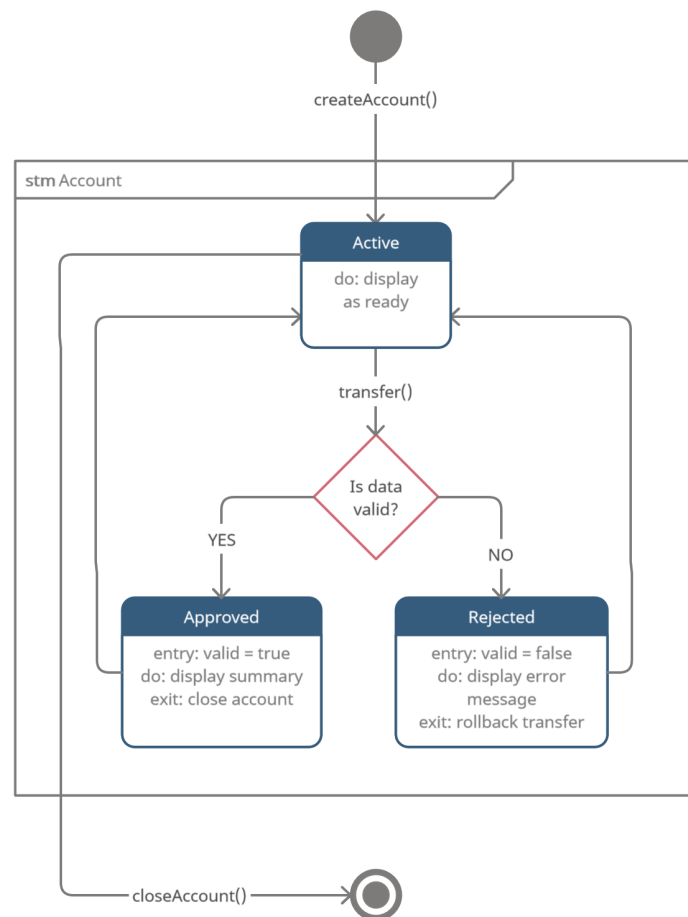 createAccount()
stm Account
Active
do: display
as ready
transfer()
Is data
valid?
YES
NO
Approved
entry: valid = true
do: display summary
exit: close account
Rejected
entry: valid = false
do: display error
message
exit: rollback transfer
closeAccount()